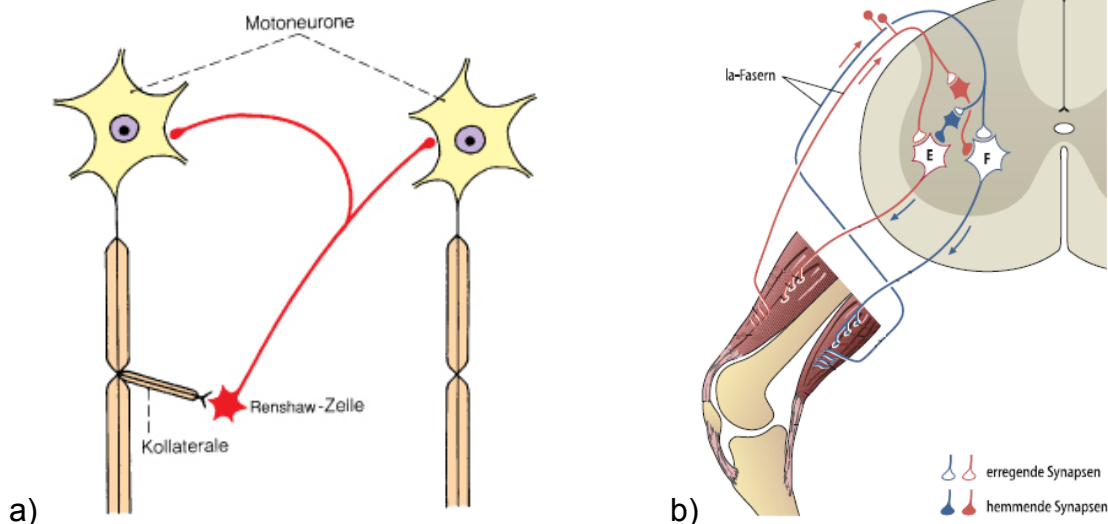 Motoneurone
Renshaw-Zelle
Kollaterale
a)
Ia-Fasern
E
F
erregende Synapsen
hemmende Synapsen
b)